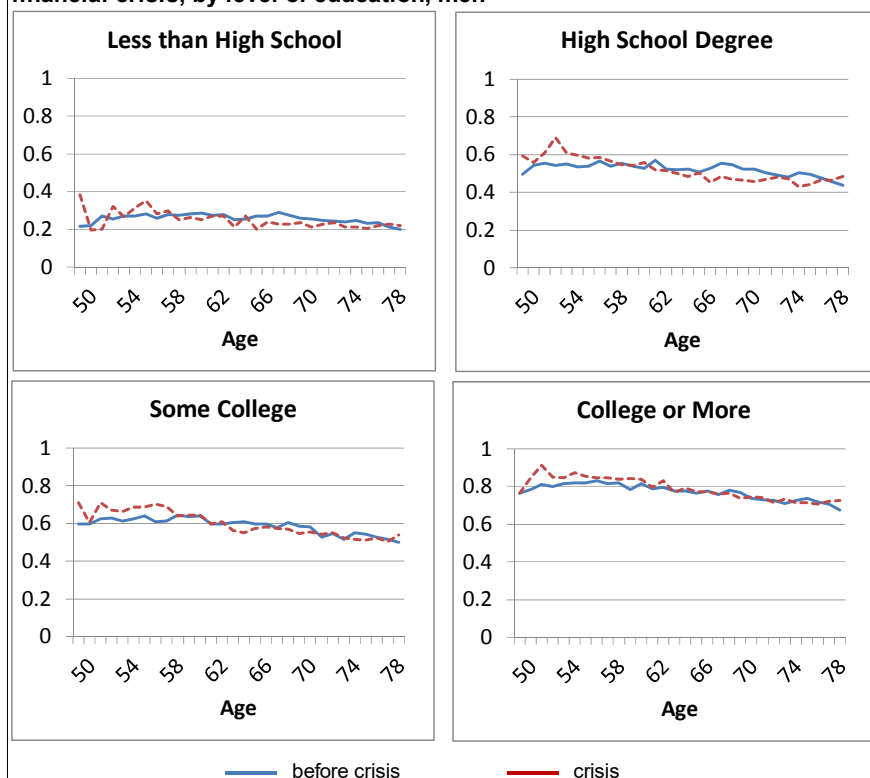 financial crisis, by level of education, men
Less than High School
1
0.8
0.6
0.4
0.2
0
50 54 58 62 66 70 74 78
Age
High School Degree
1
0.8
0.6
0.4
0.2
0
50 54 58 62 66 70 74 78
Age
Some College
1
0.8
0.6
0.4
0.2
0
50 54 58 62 66 70 74 78
Age
College or More
1
0.8
0.6
0.4
0.2
0
50 54 58 62 66 70 74 78
Age
before crisis crisis